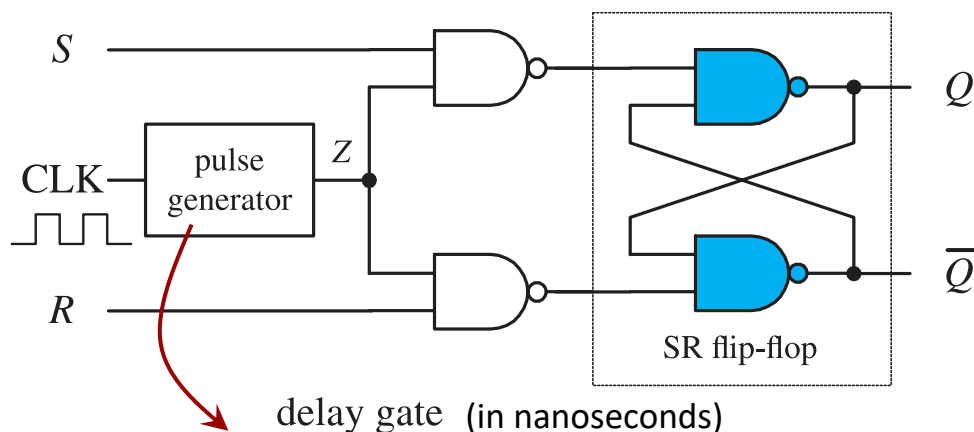 S
Q
Z
pulse
generator
CLK
R
Q̅
SR flip-flop
delay gate (in nanoseconds)